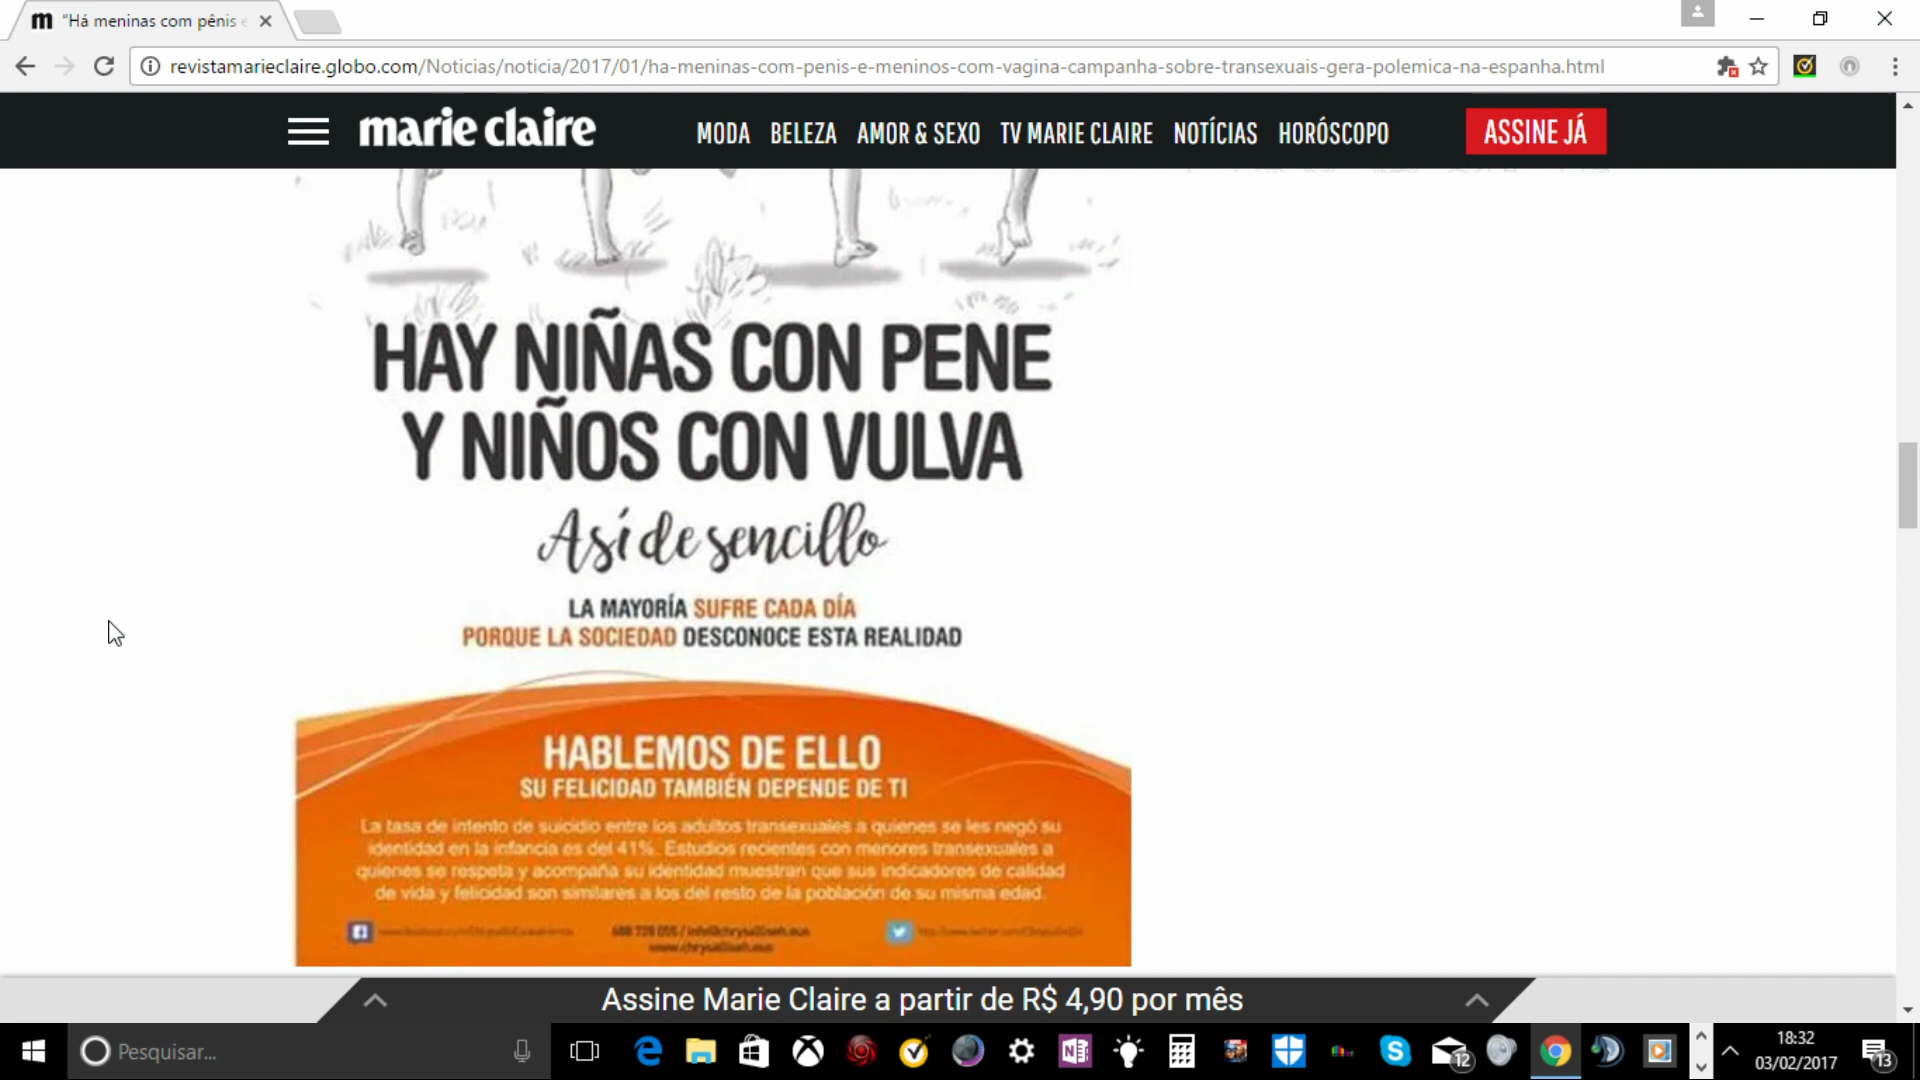 "Há meninas com pênis e
revistamarieclaire.globo.com/Noticias/noticia/2017/01/ha-meninas-com-penis-e-meninos-com-vagina-campanha-sobre-transexuais-gera-polemica-na-espanha.html
marie claire MODA BELEZA AMOR & SEXO TV MARIE CLAIRE NOTÍCIAS HORÓSCOPO ASSINE JÁ
HAY NIÑAS CON PENE
Y NIÑOS CON VULVA
Así de sencillo
LA MAYORÍA SUFRE CADA DÍA
PORQUE LA SOCIEDAD DESCONOCE ESTA REALIDAD
HABLEMOS DE ELLO
SU FELICIDAD TAMBIÉN DEPENDE DE TI
La tasa de intento de suicidio entre los adultos transexuales a quienes se les negó su
identidad en la infancia es del 41%. Estudios recientes con menores transexuales a
quienes se respeta y acompaña su identidad muestran que sus indicadores de calidad
de vida y felicidad son similares a los del resto de la población de su misma edad.
Assine Marie Claire a partir de R$ 4,90 por mês
Pesquisar...
12
18:32
03/02/2017
13